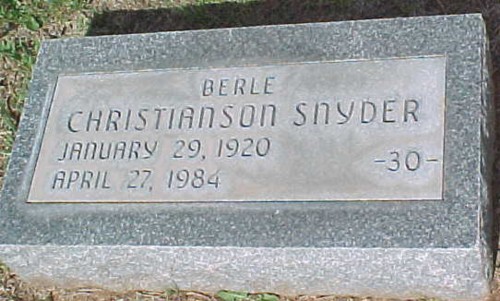 BERLE
CHRISTIANSON SNYDER
JANUARY 29, 1920
APRIL 27, 1984
-30-